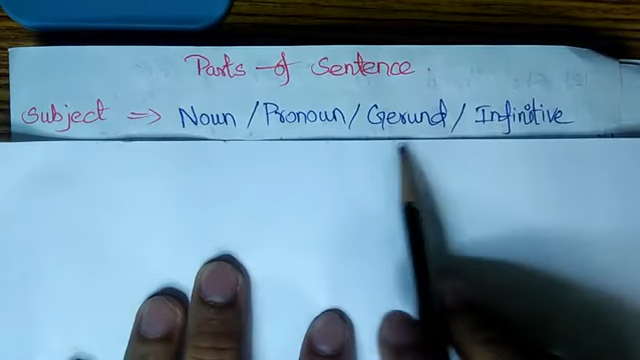 Parts of Sentence
Subject => Noun / Pronoun / Gerund / Infinitive